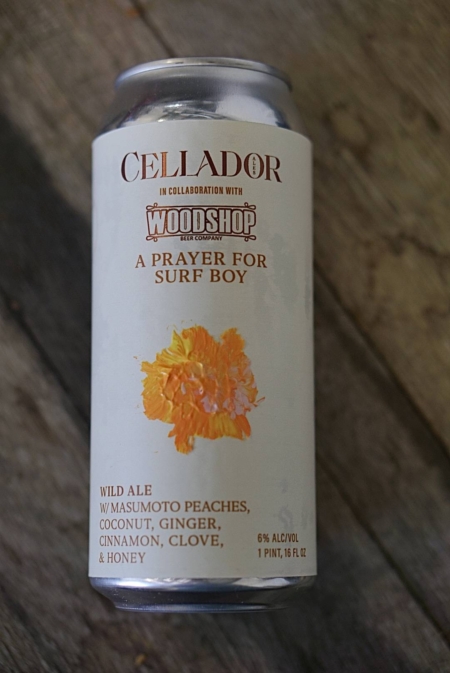 CELLADOR
ALES
IN COLLABORATION WITH
WOODSHOP
BEER COMPANY
A PRAYER FOR
SURF BOY
WILD ALE
W/ MASUMOTO PEACHES,
COCONUT, GINGER,
CINNAMON, CLOVE,
& HONEY
6% ALC/VOL
1 PINT, 16 FL OZ